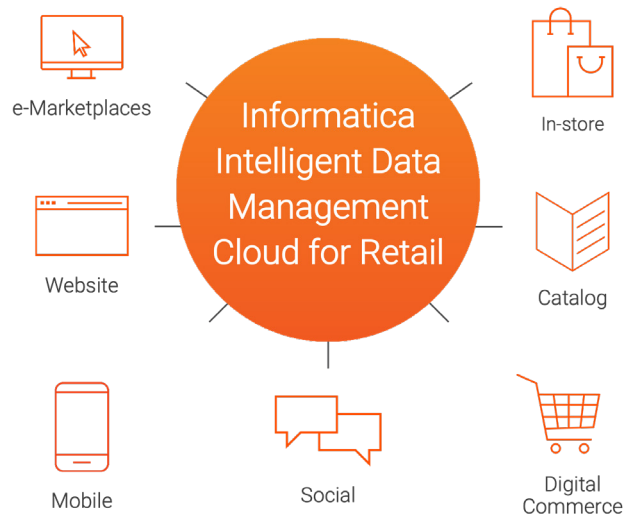 Informatica
Intelligent Data
Management
Cloud for Retail
e-Marketplaces
In-store
Website
Catalog
Mobile
Social
Digital
Commerce